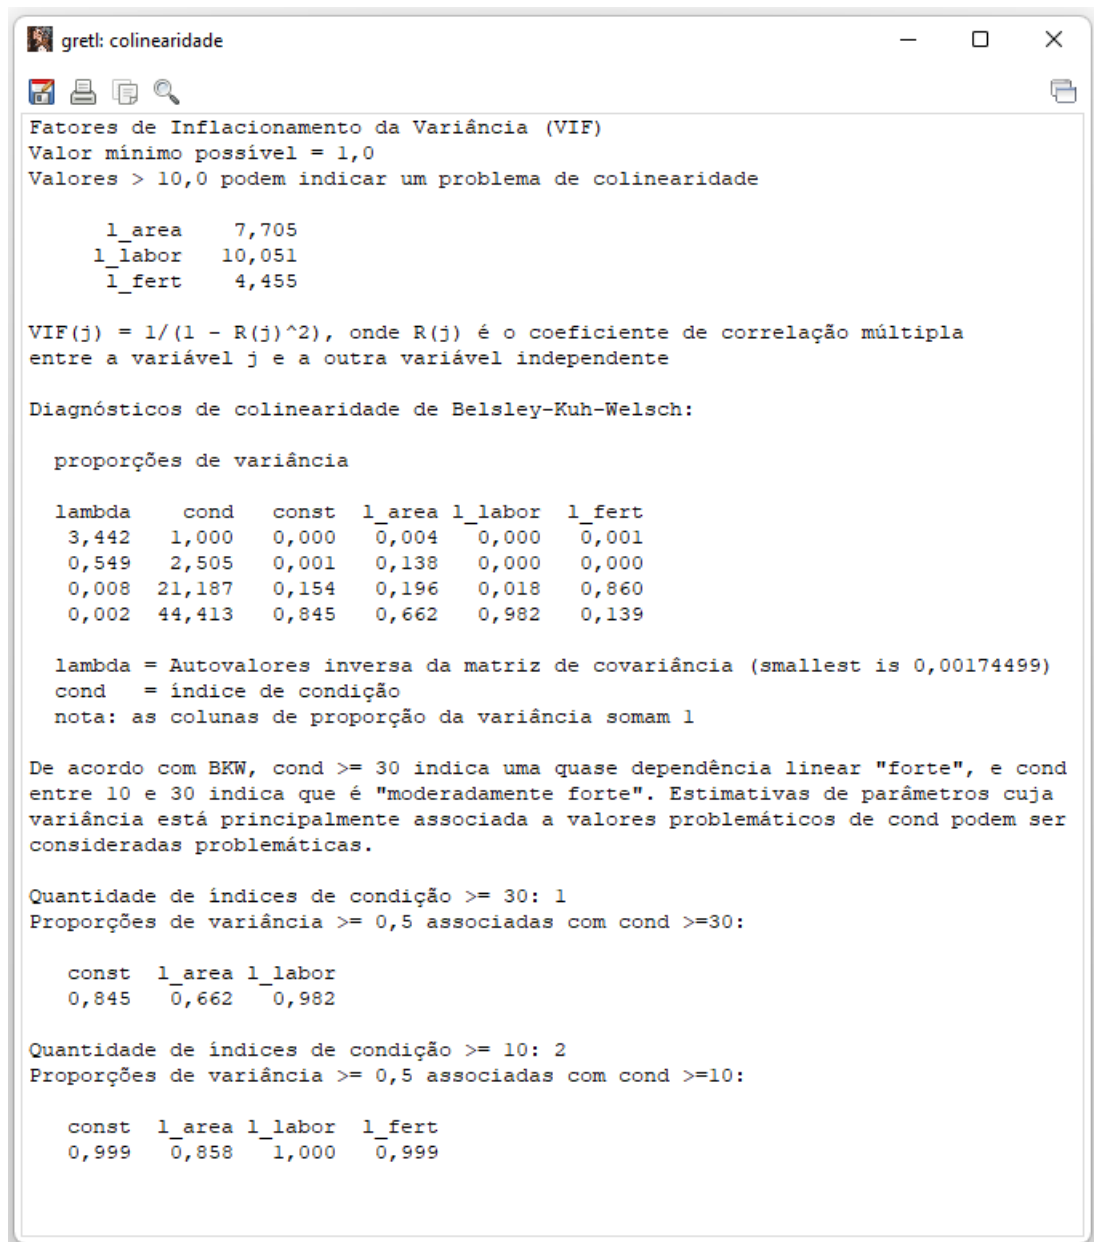 gretl: colinearidade
Fatores de Inflacionamento da Variância (VIF)
Valor mínimo possível = 1,0
Valores > 10,0 podem indicar um problema de colinearidade
l_area 7,705
l_labor 10,051
l_fert 4,455
VIF(j) = 1/(1 - R(j)^2), onde R(j) é o coeficiente de correlação múltipla
entre a variável j e a outra variável independente
Diagnósticos de colinearidade de Belsley-Kuh-Welsch:
proporções de variância
lambda cond const l_area l_labor l_fert
3,442 1,000 0,000 0,004 0,000 0,001
0,549 2,505 0,001 0,138 0,000 0,000
0,008 21,187 0,154 0,196 0,018 0,860
0,002 44,413 0,845 0,662 0,982 0,139
lambda = Autovalores inversa da matriz de covariância (smallest is 0,00174499)
cond = índice de condição
nota: as colunas de proporção da variância somam 1
De acordo com BKW, cond >= 30 indica uma quase dependência linear "forte", e cond
entre 10 e 30 indica que é "moderadamente forte". Estimativas de parâmetros cuja
variância está principalmente associada a valores problemáticos de cond podem ser
consideradas problemáticas.
Quantidade de índices de condição >= 30: 1
Proporções de variância >= 0,5 associadas com cond >=30:
const l_area l_labor
0,845 0,662 0,982
Quantidade de índices de condição >= 10: 2
Proporções de variância >= 0,5 associadas com cond >=10:
const l_area l_labor l_fert
0,999 0,858 1,000 0,999